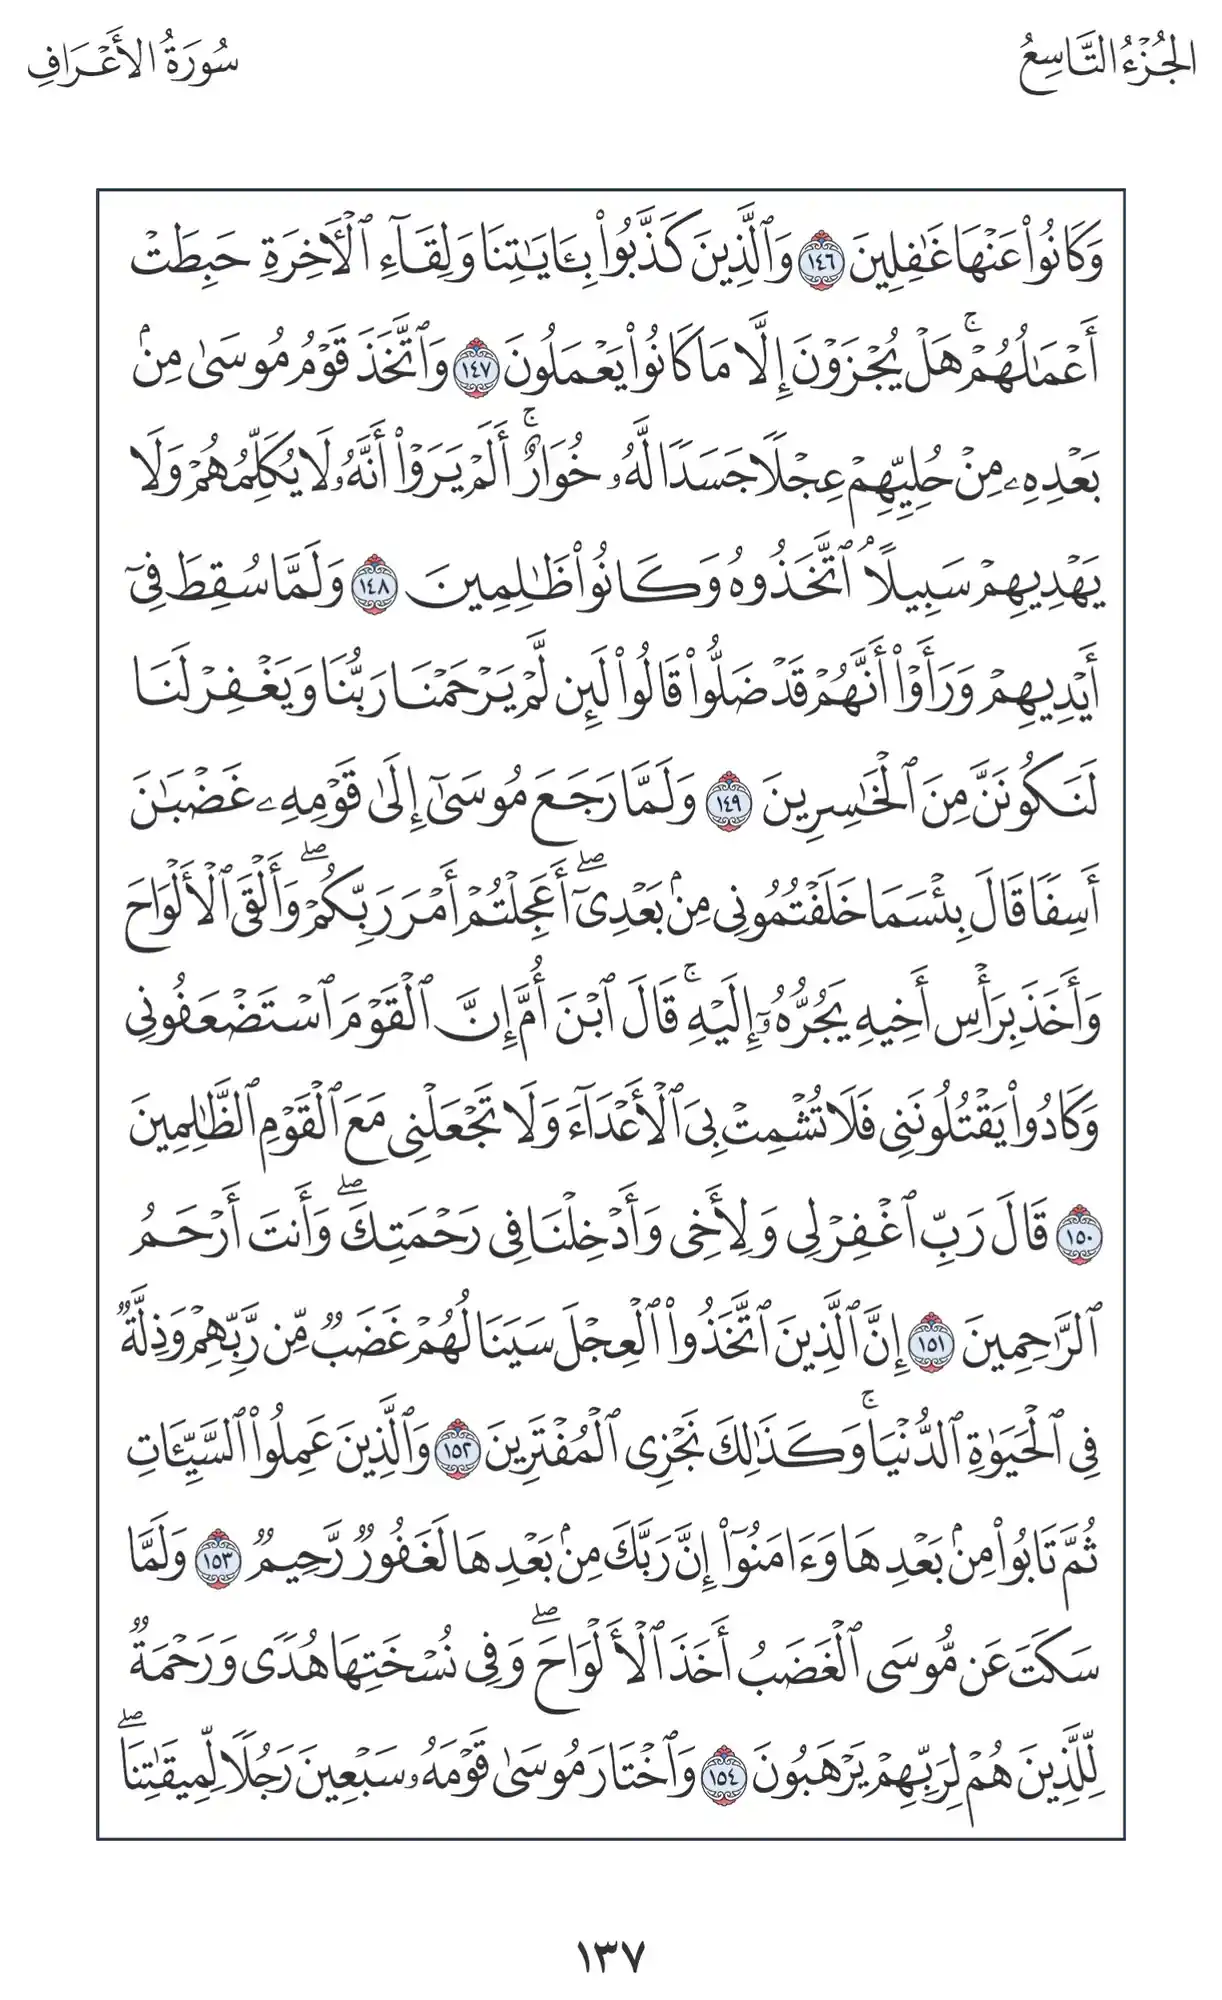 الجُزْءُ التَّاسِعُ
سُورَةُ الأَعْرَافِ
وَكَانُوا۟ عَنْهَا غَٰفِلِينَ ١٤٦ وَٱلَّذِينَ كَذَّبُوا۟ بِـَٔايَٰتِنَا وَلِقَآءِ ٱلْـَٔاخِرَةِ حَبِطَتْ
أَعْمَٰلُهُمْ ۚ هَلْ يُجْزَوْنَ إِلَّا مَا كَانُوا۟ يَعْمَلُونَ ١٤٧ وَٱتَّخَذَ قَوْمُ مُوسَىٰ مِنۢ
بَعْدِهِۦ مِنْ حُلِيِّهِمْ عِجْلًا جَسَدًا لَّهُۥ خُوَارٌ ۚ أَلَمْ يَرَوْا۟ أَنَّهُۥ لَا يُكَلِّمُهُمْ وَلَا
يَهْدِيهِمْ سَبِيلًا ۘ ٱتَّخَذُوهُ وَكَانُوا۟ ظَٰلِمِينَ ١٤٨ وَلَمَّا سُقِطَ فِىٓ
أَيْدِيهِمْ وَرَأَوْا۟ أَنَّهُمْ قَدْ ضَلُّوا۟ قَالُوا۟ لَئِن لَّمْ يَرْحَمْنَا رَبُّنَا وَيَغْفِرْ لَنَا
لَنَكُونَنَّ مِنَ ٱلْخَٰسِرِينَ ١٤٩ وَلَمَّا رَجَعَ مُوسَىٰٓ إِلَىٰ قَوْمِهِۦ غَضْبَٰنَ
أَسِفًا قَالَ بِئْسَمَا خَلَفْتُمُونِى مِنۢ بَعْدِىٓ ۖ أَعَجِلْتُمْ أَمْرَ رَبِّكُمْ ۖ وَأَلْقَى ٱلْأَلْوَاحَ
وَأَخَذَ بِرَأْسِ أَخِيهِ يَجُرُّهُۥٓ إِلَيْهِ ۚ قَالَ ٱبْنَ أُمَّ إِنَّ ٱلْقَوْمَ ٱسْتَضْعَفُونِى
وَكَادُوا۟ يَقْتُلُونَنِى فَلَا تُشْمِتْ بِىَ ٱلْأَعْدَآءَ وَلَا تَجْعَلْنِى مَعَ ٱلْقَوْمِ ٱلظَّٰلِمِينَ
١٥٠ قَالَ رَبِّ ٱغْفِرْ لِى وَلِأَخِى وَأَدْخِلْنَا فِى رَحْمَتِكَ ۖ وَأَنتَ أَرْحَمُ
ٱلرَّٰحِمِينَ ١٥١ إِنَّ ٱلَّذِينَ ٱتَّخَذُوا۟ ٱلْعِجْلَ سَيَنَالُهُمْ غَضَبٌ مِّن رَّبِّهِمْ وَذِلَّةٌ
فِى ٱلْحَيَوٰةِ ٱلدُّنْيَا ۚ وَكَذَٰلِكَ نَجْزِى ٱلْمُفْتَرِينَ ١٥٢ وَٱلَّذِينَ عَمِلُوا۟ ٱلسَّيِّـَٔاتِ
ثُمَّ تَابُوا۟ مِنۢ بَعْدِهَا وَءَامَنُوٓا۟ إِنَّ رَبَّكَ مِنۢ بَعْدِهَا لَغَفُورٌ رَّحِيمٌ ١٥٣ وَلَمَّا
سَكَتَ عَن مُّوسَى ٱلْغَضَبُ أَخَذَ ٱلْأَلْوَاحَ ۖ وَفِى نُسْخَتِهَا هُدًى وَرَحْمَةٌ
لِّلَّذِينَ هُمْ لِرَبِّهِمْ يَرْهَبُونَ ١٥٤ وَٱخْتَارَ مُوسَىٰ قَوْمَهُۥ سَبْعِينَ رَجُلًا لِّمِيقَٰتِنَا ۖ
١٣٧